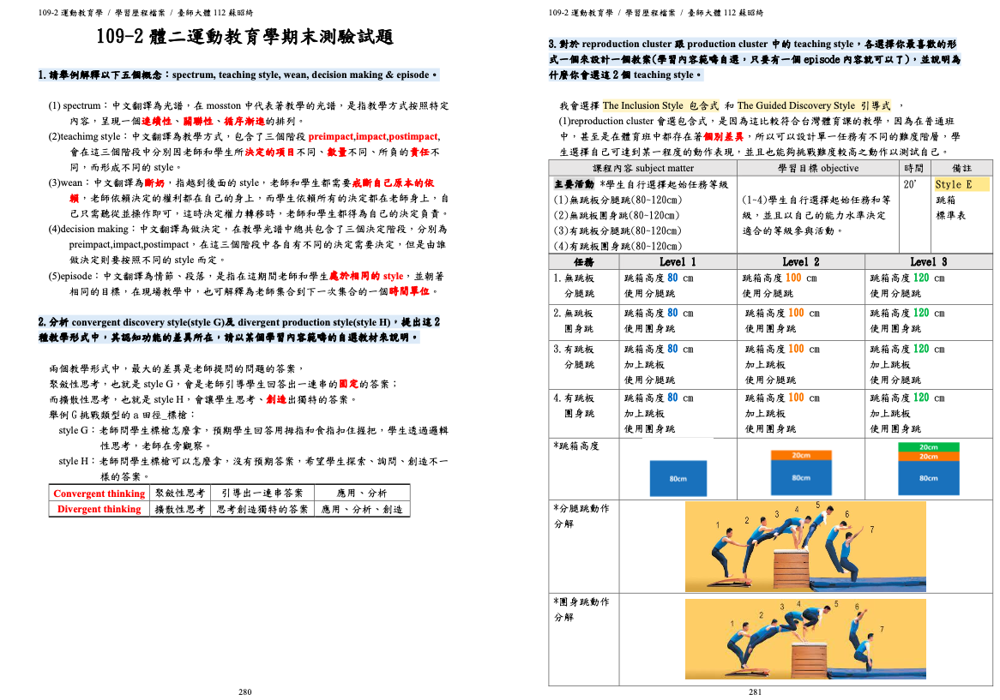 109-2 運動教育學 / 學習歷程檔案 / 臺師大體 112 蘇昭綺
109-2 體二運動教育學期末測驗試題
1. 請舉例解釋以下五個概念：spectrum, teaching style, wean, decision making & episode。
(1) spectrum：中文翻譯為光譜，在 mosston 中代表著教學的光譜，是指教學方式按照特定
內容，呈現一個連續性、關聯性、循序漸進的排列。
(2)teachimg style：中文翻譯為教學方式，包含了三個階段 preimpact,impact,postimpact,
會在這三個階段中分別因老師和學生所決定的項目不同、數量不同、所負的責任不
同，而形成不同的 style。
(3)wean：中文翻譯為斷奶，指越到後面的 style，老師和學生都需要戒斷自己原本的依
賴，老師依賴決定的權利都在自己的身上，而學生依賴所有的決定都在老師身上，自
己只需聽從並操作即可，這時決定權力轉移時，老師和學生都得為自己的決定負責。
(4)decision making：中文翻譯為做決定，在教學光譜中總共包含了三個決定階段，分別為
preimpact,impact,postimpact，在這三個階段中各自有不同的決定需要決定，但是由誰
做決定則要按照不同的 style 而定。
(5)episode：中文翻譯為情節、段落，是指在這期間老師和學生處於相同的 style，並朝著
相同的目標，在現場教學中，也可解釋為老師集合到下一次集合的一個時間單位。
2. 分析 convergent discovery style(style G)及 divergent production style(style H)，提出這 2
種教學形式中，其認知功能的差異所在，請以某個學習內容範疇的自選教材來說明。
兩個教學形式中，最大的差異是老師提問的問題的答案，
聚斂性思考，也就是 style G，會是老師引導學生回答出一連串的固定的答案；
而擴散性思考，也就是 style H，會讓學生思考、創造出獨特的答案。
舉例 G 挑戰類型的 a 田徑_標槍：
style G：老師問學生標槍怎麼拿，預期學生回答用拇指和食指扣住握把，學生透過邏輯
性思考，老師在旁觀察。
style H：老師問學生標槍可以怎麼拿，沒有預期答案，希望學生探索、詢問、創造不一
樣的答案。
Convergent thinking 聚斂性思考 引導出一連串答案 應用、分析
Divergent thinking 擴散性思考 思考創造獨特的答案 應用、分析、創造
280
109-2 運動教育學 / 學習歷程檔案 / 臺師大體 112 蘇昭綺
3. 對於 reproduction cluster 跟 production cluster 中的 teaching style，各選擇你最喜歡的形
式一個來設計一個教案(學習內容範疇自選，只要有一個 episode 內容就可以了)，並說明為
什麼你會選這 2 個 teaching style。
我會選擇 The Inclusion Style 包含式 和 The Guided Discovery Style 引導式 ，
(1)reproduction cluster 會選包含式，是因為這比較符合台灣體育課的教學，因為在普通班
中，甚至是在體育班中都存在著個別差異，所以可以設計單一任務有不同的難度階層，學
生選擇自己可達到某一程度的動作表現，並且也能夠挑戰難度較高之動作以測試自己。
課程內容 subject matter 學習目標 objective 時間 備註
主要活動 *學生自行選擇起始任務等級
(1)無跳板分腿跳(80~120cm)
(2)無跳板團身跳(80~120cm)
(3)有跳板分腿跳(80~120cm)
(4)有跳板團身跳(80~120cm)
(1~4)學生自行選擇起始任務和等
級，並且以自己的能力水準決定
適合的等級參與活動。
20'
Style E
跳箱
標準表
任務 Level 1 Level 2 Level 3
1. 無跳板 跳箱高度 80 cm 跳箱高度 100 cm 跳箱高度 120 cm
分腿跳 使用分腿跳 使用分腿跳 使用分腿跳
2. 無跳板 跳箱高度 80 cm 跳箱高度 100 cm 跳箱高度 120 cm
團身跳 使用團身跳 使用團身跳 使用團身跳
3. 有跳板 跳箱高度 80 cm 跳箱高度 100 cm 跳箱高度 120 cm
分腿跳 加上跳板 加上跳板 加上跳板
使用分腿跳 使用分腿跳 使用分腿跳
4. 有跳板 跳箱高度 80 cm 跳箱高度 100 cm 跳箱高度 120 cm
團身跳 加上跳板 加上跳板 加上跳板
使用團身跳 使用團身跳 使用團身跳
*跳箱高度
80cm
20cm
80cm
20cm
20cm
80cm
*分腿跳動作
分解
1 2 3 4 5 6 7
*團身跳動作
分解
1 2 3 4 5 6 7
281